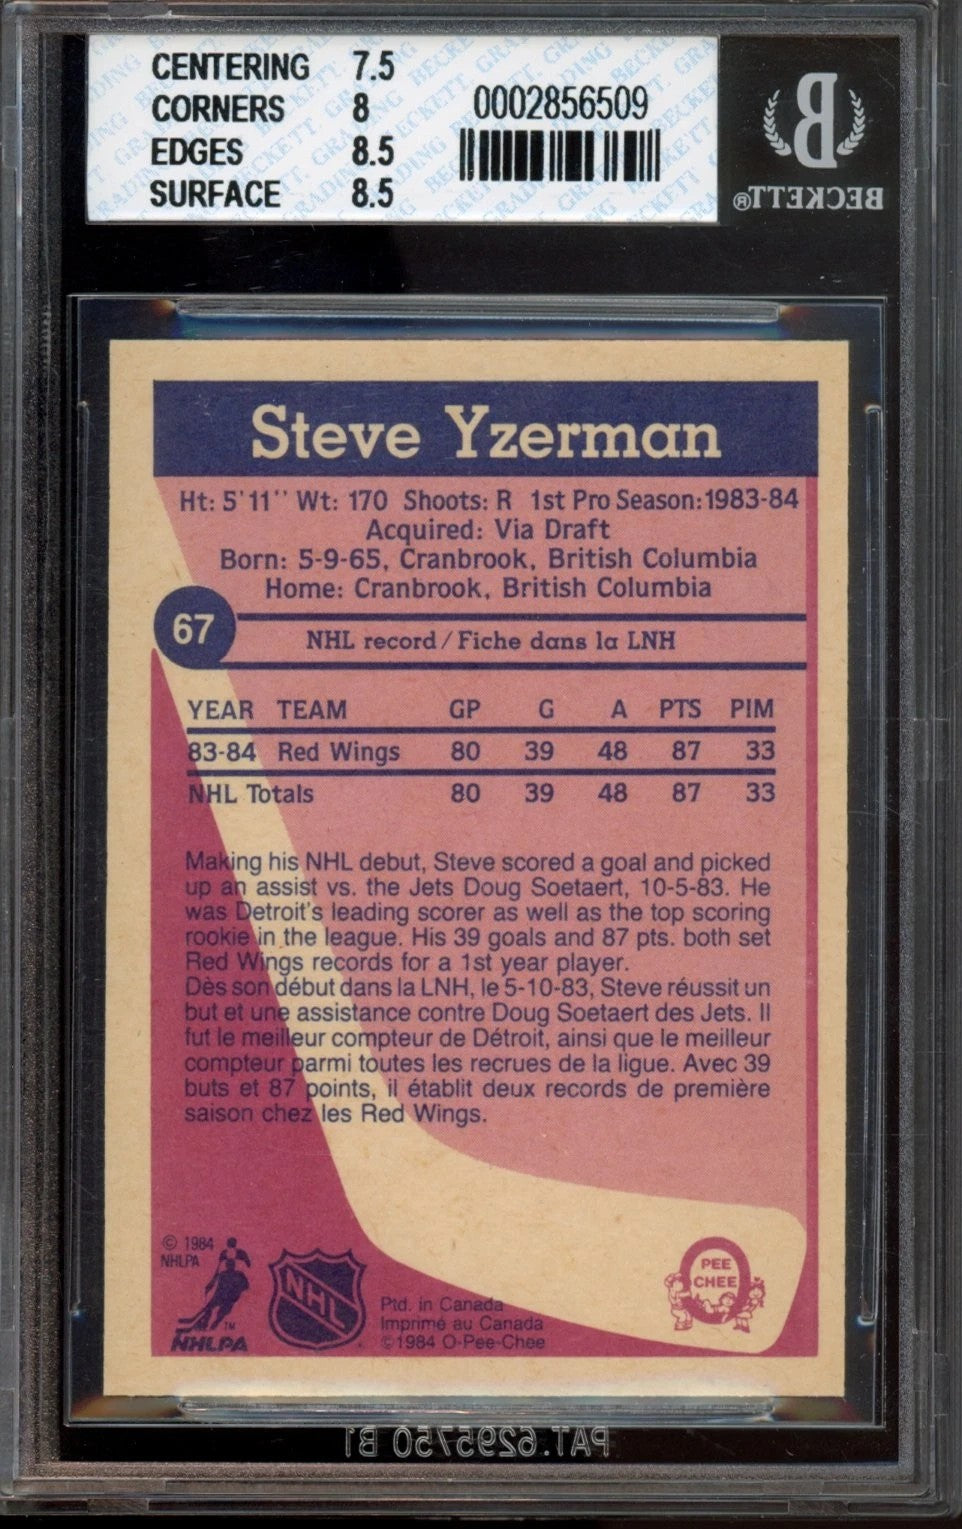 CENTERING 7.5
CORNERS 8
EDGES 8.5
SURFACE 8.5
0002856509
BECKETT®
Steve Yzerman
Ht: 5'11'' Wt: 170 Shoots: R 1st Pro Season: 1983-84
Acquired: Via Draft
Born: 5-9-65, Cranbrook, British Columbia
Home: Cranbrook, British Columbia
67
NHL record / Fiche dans la LNH
YEAR TEAM GP G A PTS PIM
83-84 Red Wings 80 39 48 87 33
NHL Totals 80 39 48 87 33
Making his NHL debut, Steve scored a goal and picked
up an assist vs. the Jets Doug Soetaert, 10-5-83. He
was Detroit's leading scorer as well as the top scoring
rookie in the league. His 39 goals and 87 pts. both set
Red Wings records for a 1st year player.
Dès son début dans la LNH, le 5-10-83, Steve réussit un
but et une assistance contre Doug Soetaert des Jets. Il
fut le meilleur compteur de Détroit, ainsi que le meilleur
compteur parmi toutes les recrues de la ligue. Avec 39
buts et 87 points, il établit deux records de première
saison chez les Red Wings.
© 1984
NHLPA
NHLPA
TM
NHL
Ptd. in Canada
Imprimé au Canada
©1984 O-Pee-Chee
O
PEE
CHEE
PAT.6295750 B1